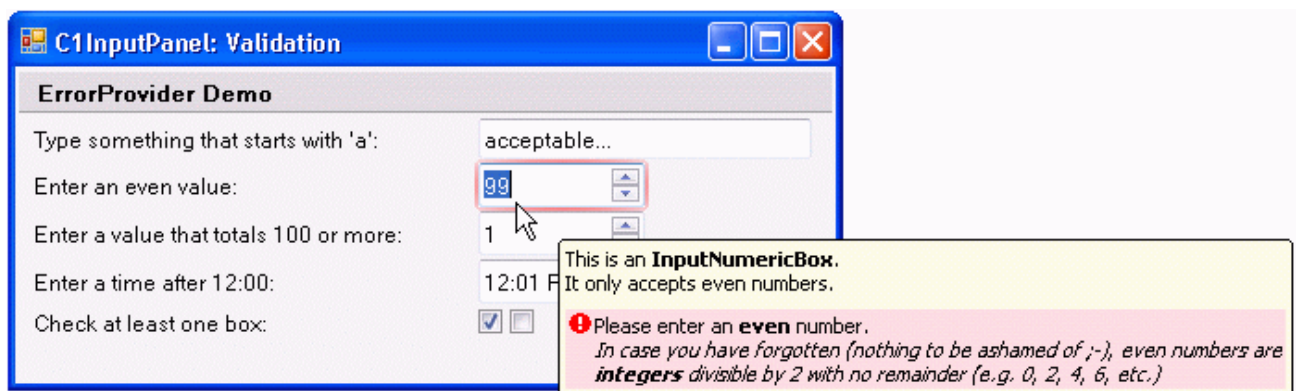 C1InputPanel: Validation
ErrorProvider Demo
Type something that starts with 'a':
acceptable...
Enter an even value:
99
Enter a value that totals 100 or more:
1
Enter a time after 12:00:
12:01
Check at least one box:
This is an InputNumericBox.
It only accepts even numbers.
Please enter an even number.
In case you have forgotten (nothing to be ashamed of ;-), even numbers are
integers divisible by 2 with no remainder (e.g. 0, 2, 4, 6, etc.)